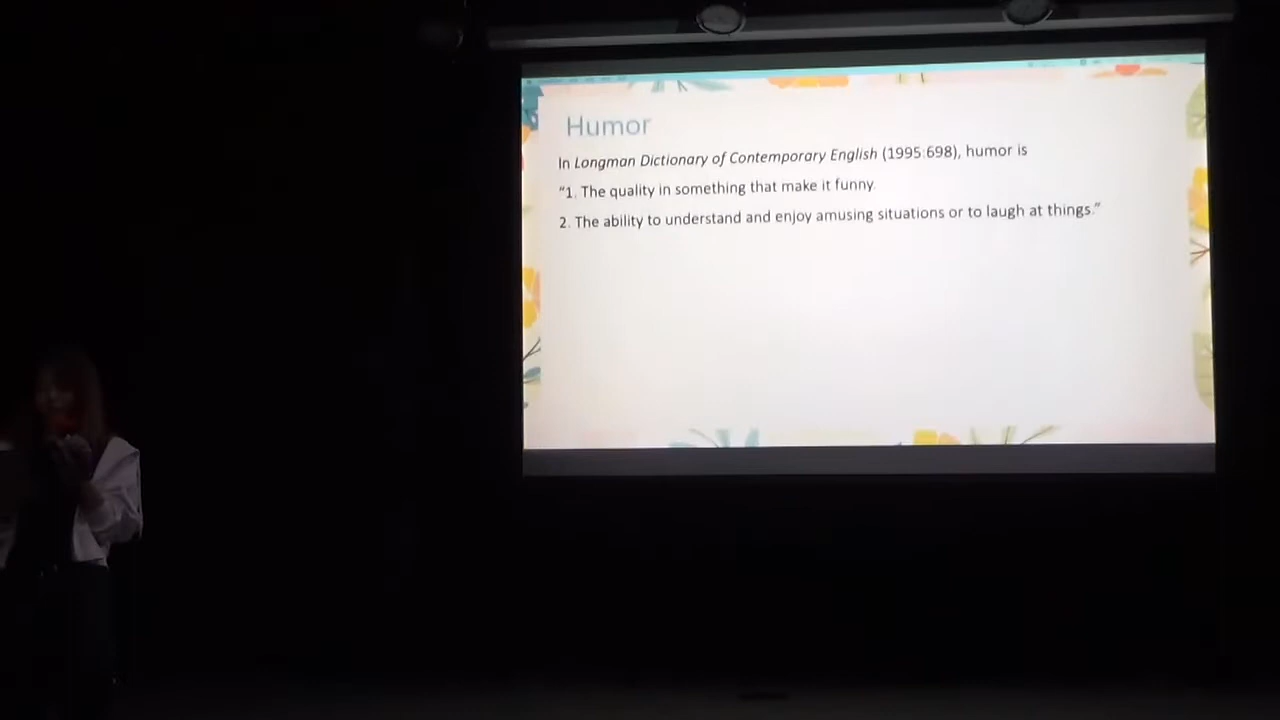 Humor
In Longman Dictionary of Contemporary English (1995:698), humor is
“1. The quality in something that make it funny.
2. The ability to understand and enjoy amusing situations or to laugh at things.”